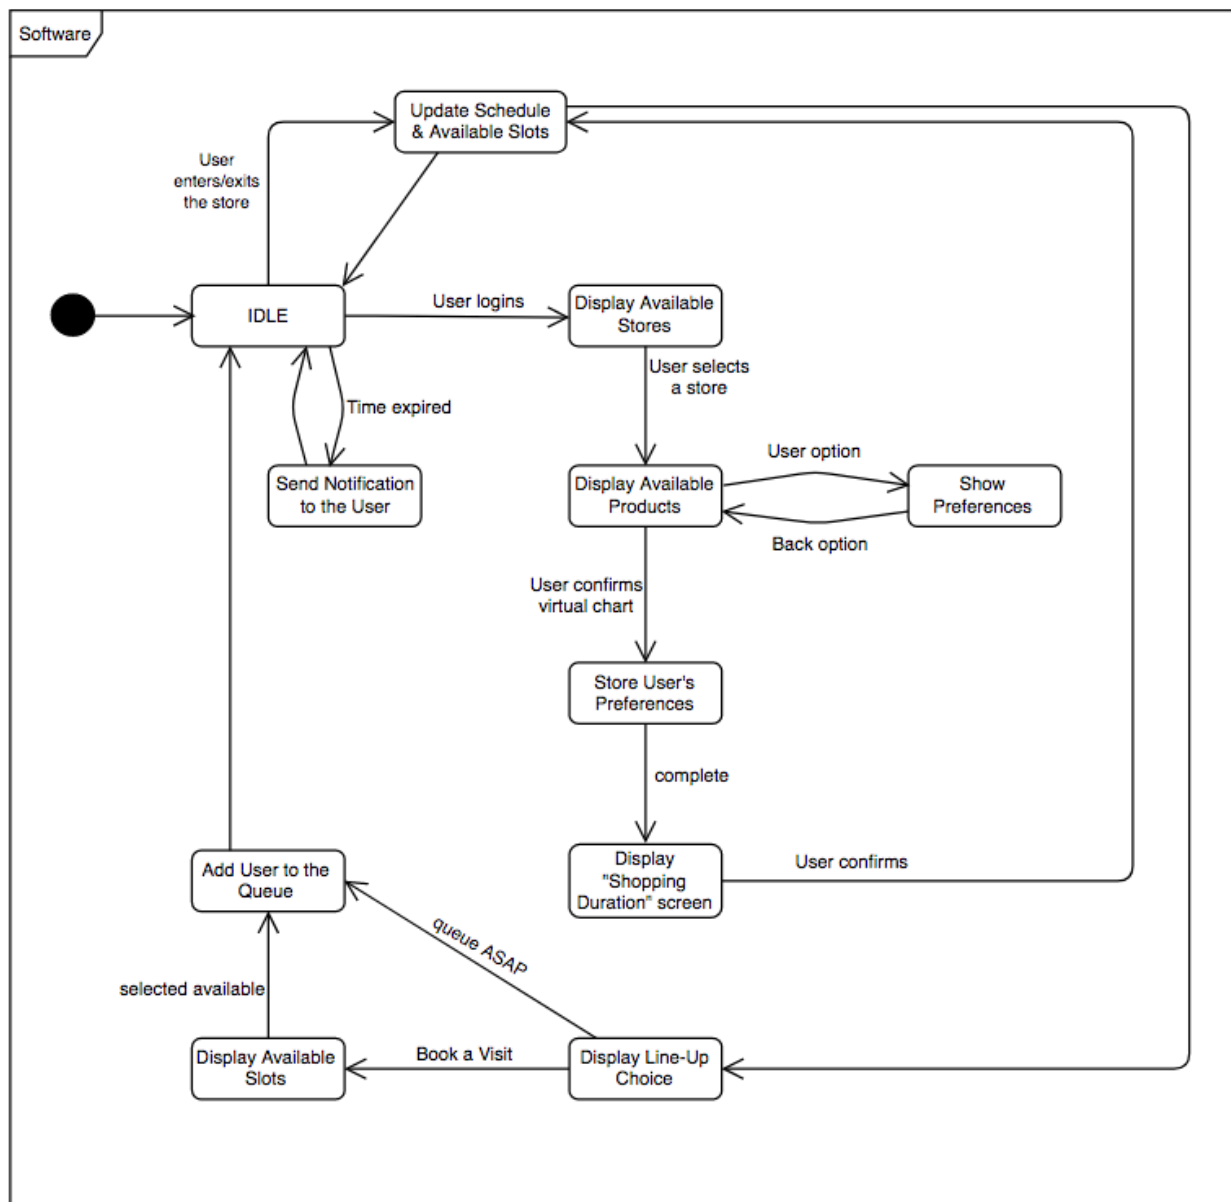 Software
Update Schedule
& Available Slots
User
enters/exits
the store
IDLE
User logins
Display Available
Stores
User selects
a store
Time expired
Send Notification
to the User
Display Available
Products
User option
Show
Preferences
Back option
User confirms
virtual chart
Store User's
Preferences
complete
Display
"Shopping
Duration" screen
User confirms
Add User to the
Queue
queue ASAP
selected available
Display Available
Slots
Book a Visit
Display Line-Up
Choice